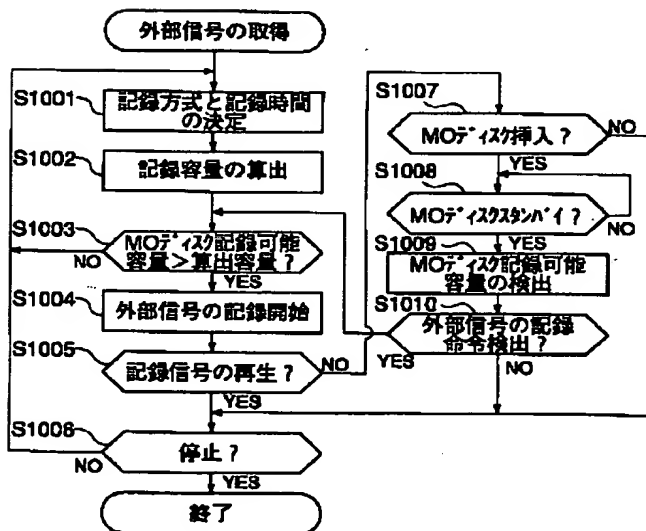 外部信号の取得
S1001
記録方式と記録時間
の決定
S1002
記録容量の算出
S1003
MOディスク記録可能
容量>算出容量?
NO
YES
S1004
外部信号の記録開始
S1005
記録信号の再生?
NO
YES
S1006
停止?
NO
YES
終了
S1007
MOディスク挿入?
NO
YES
S1008
MOディスクスタンバイ?
NO
YES
S1009
MOディスク記録可能
容量の検出
S1010
外部信号の記録
命令検出?
YES
NO